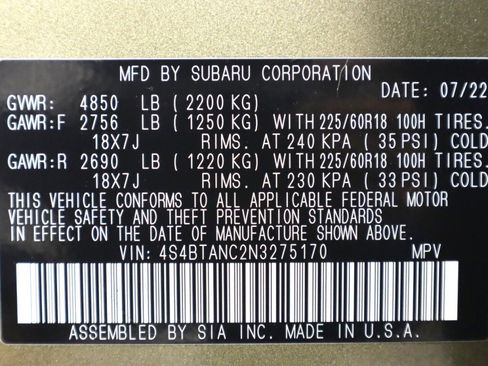 MFD BY SUBARU CORPORATION
DATE: 07/22
GVWR: 4850 LB (2200 KG)
GAWR:F 2756 LB (1250 KG) WITH 225/60R18 100H TIRES.
18X7J RIMS. AT 240 KPA (35 PSI) COLD
GAWR:R 2690 LB (1220 KG) WITH 225/60R18 100H TIRES.
18X7J RIMS. AT 230 KPA (33 PSI) COLD
THIS VEHICLE CONFORMS TO ALL APPLICABLE FEDERAL MOTOR
VEHICLE SAFETY AND THEFT PREVENTION STANDARDS
IN EFFECT ON THE DATE OF MANUFACTURE SHOWN ABOVE.
VIN: 4S4BTANC2N3275170 MPV
ASSEMBLED BY SIA INC. MADE IN U.S.A.